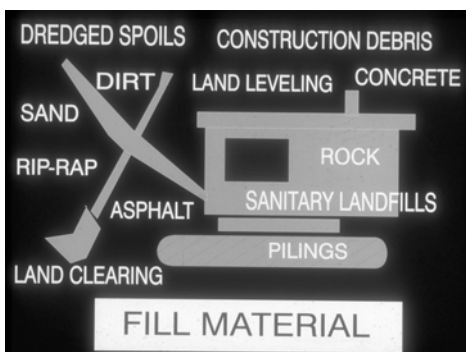 DREDGED SPOILS
CONSTRUCTION DEBRIS
DIRT
LAND LEVELING
CONCRETE
SAND
ROCK
RIP-RAP
SANITARY LANDFILLS
ASPHALT
PILINGS
LAND CLEARING
FILL MATERIAL